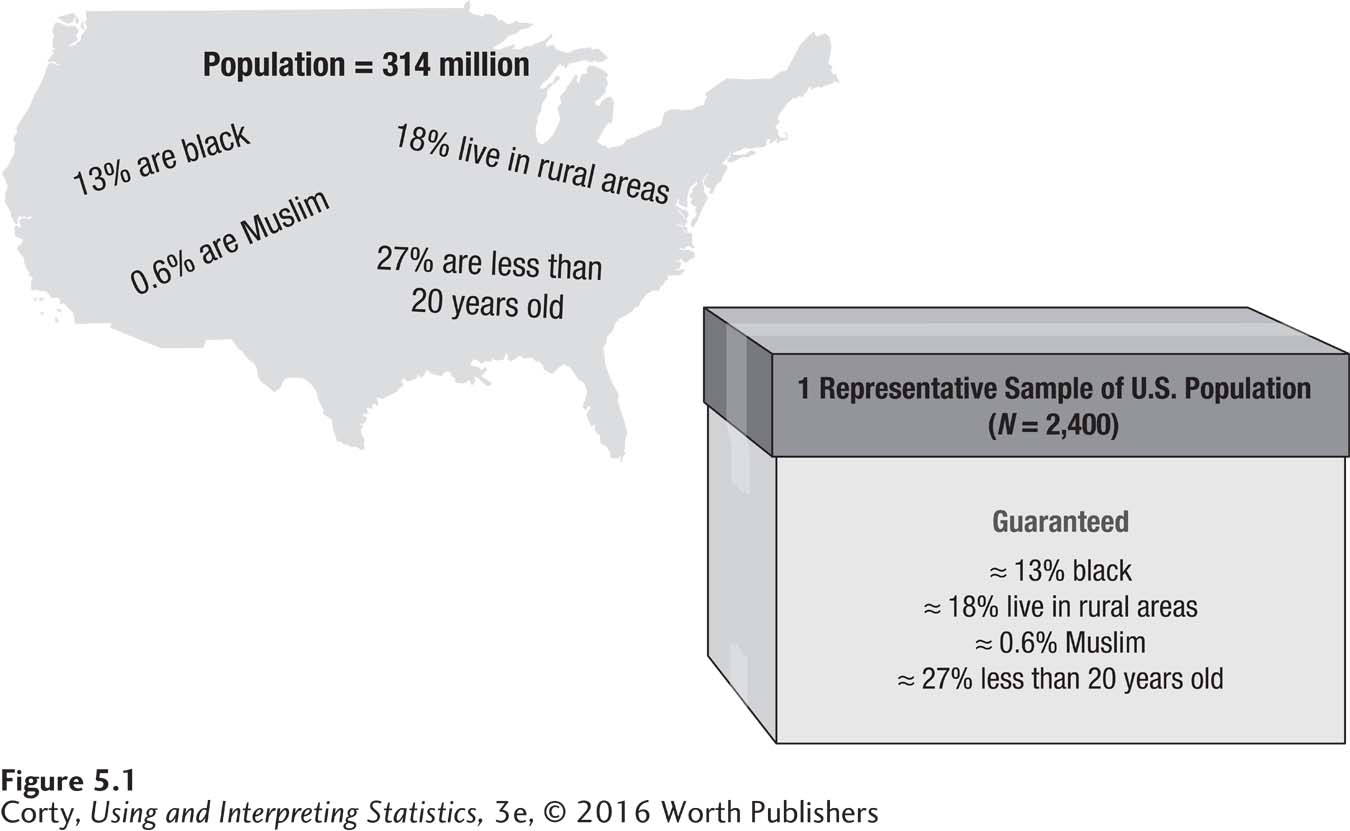 Population = 314 million
13% are black
18% live in rural areas
0.6% are Muslim
27% are less than
20 years old
1 Representative Sample of U.S. Population
(N = 2,400)
Guaranteed
≈ 13% black
≈ 18% live in rural areas
≈ 0.6% Muslim
≈ 27% less than 20 years old
Figure 5.1
Corty, Using and Interpreting Statistics, 3e, © 2016 Worth Publishers